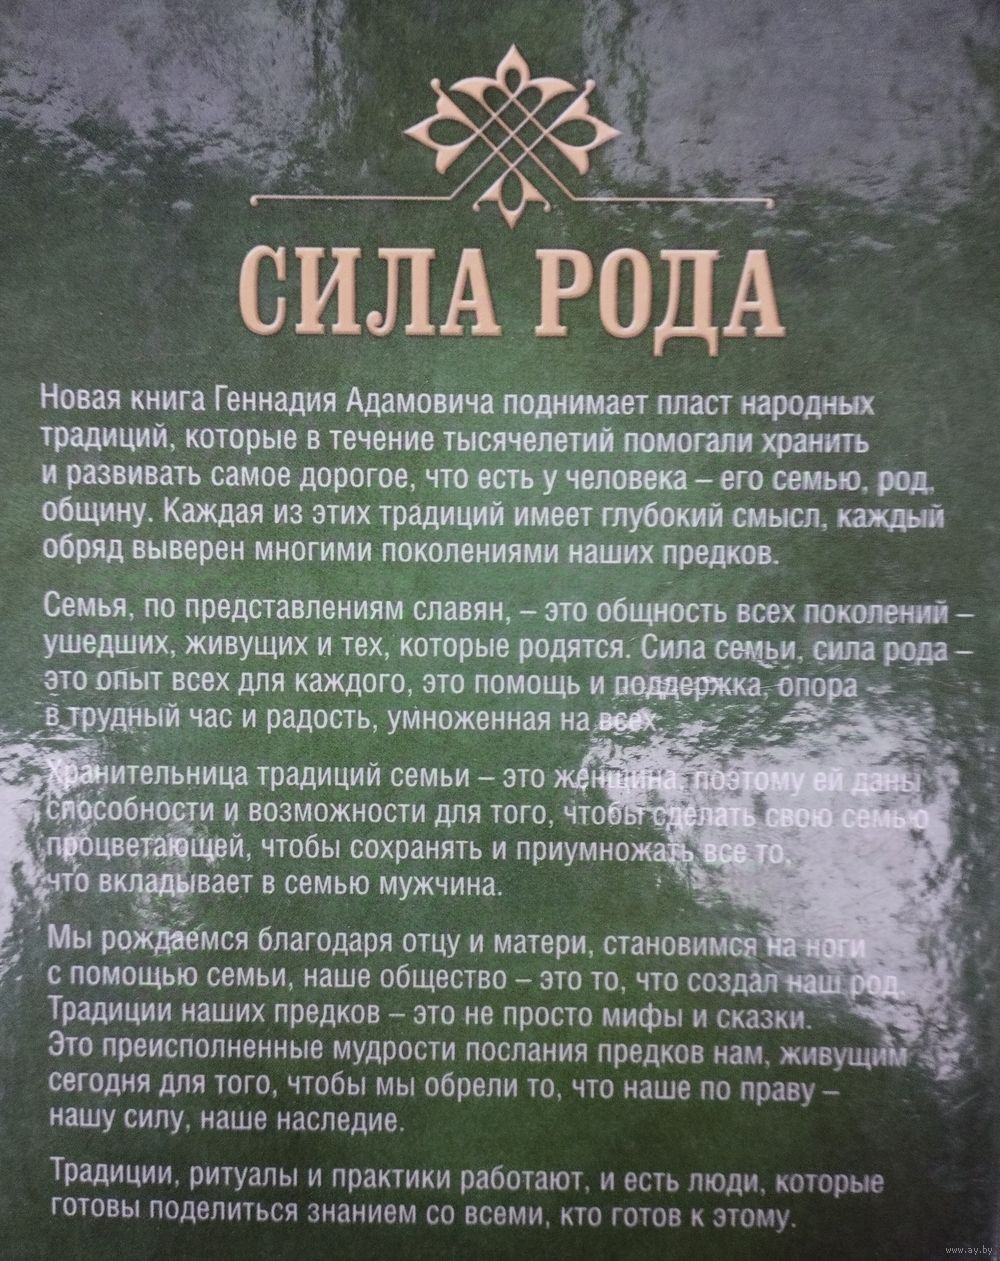 СИЛА РОДА
Новая книга Геннадия Адамовича поднимает пласт народных
традиций, которые в течение тысячелетий помогали хранить
и развивать самое дорогое, что есть у человека – его семью, род,
общину. Каждая из этих традиций имеет глубокий смысл, каждый
обряд выверен многими поколениями наших предков.
Семья, по представлениям славян, – это общность всех поколений –
ушедших, живущих и тех, которые родятся. Сила семьи, сила рода –
это опыт всех для каждого, это помощь и поддержка, опора
в трудный час и радость, умноженная на всех.
Хранительница традиций семьи – это женщина, поэтому ей даны
способности и возможности для того, чтобы сделать свою семью
процветающей, чтобы сохранять и приумножать все то,
что вкладывает в семью мужчина.
Мы рождаемся благодаря отцу и матери, становимся на ноги
с помощью семьи, наше общество – это то, что создал наш род.
Традиции наших предков – это не просто мифы и сказки.
Это преисполненные мудрости послания предков нам, живущим
сегодня для того, чтобы мы обрели то, что наше по праву –
нашу силу, наше наследие.
Традиции, ритуалы и практики работают, и есть люди, которые
готовы поделиться знанием со всеми, кто готов к этому.
www.ay.by